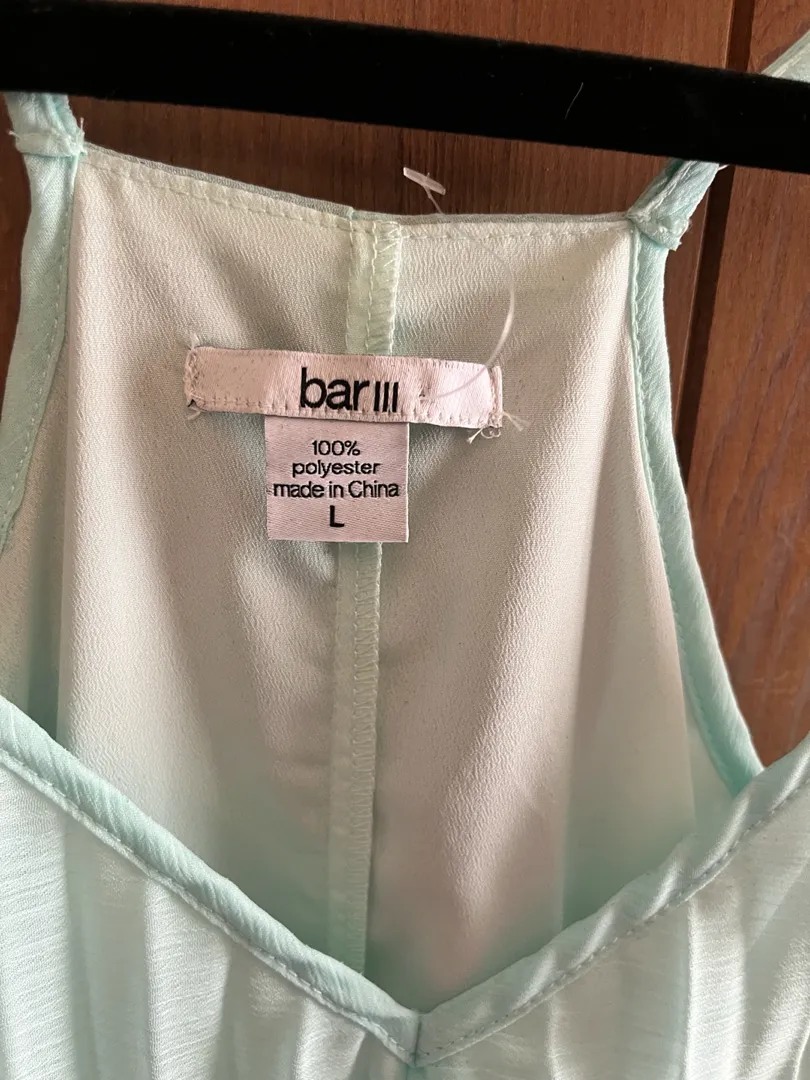 bar III
100%
polyester
made in China
L